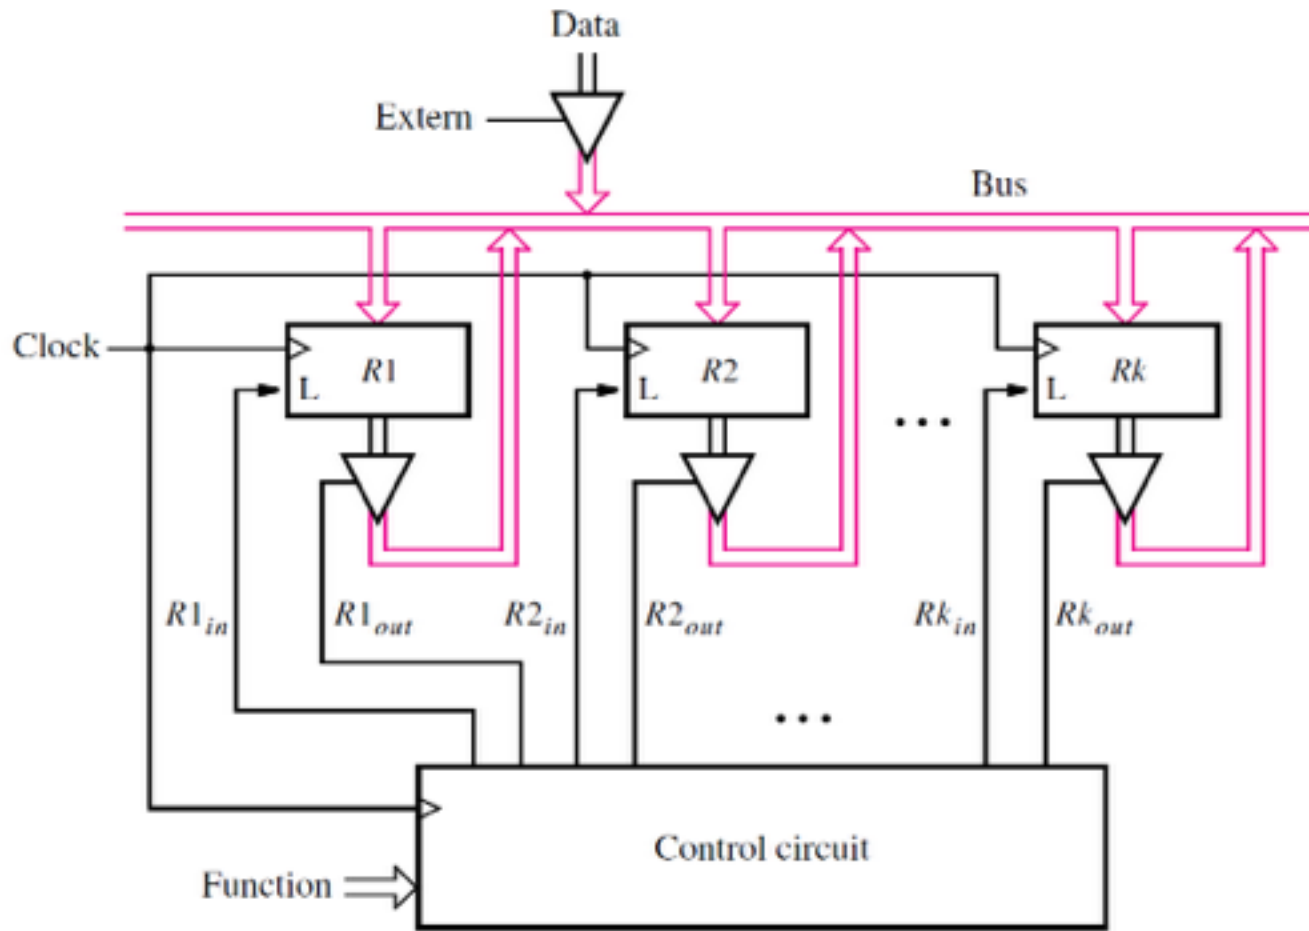 Data
Extern
Bus
Clock
R1
R2
Rk
L
L
L
R1in
R1out
R2in
R2out
Rkin
Rkout
Control circuit
Function